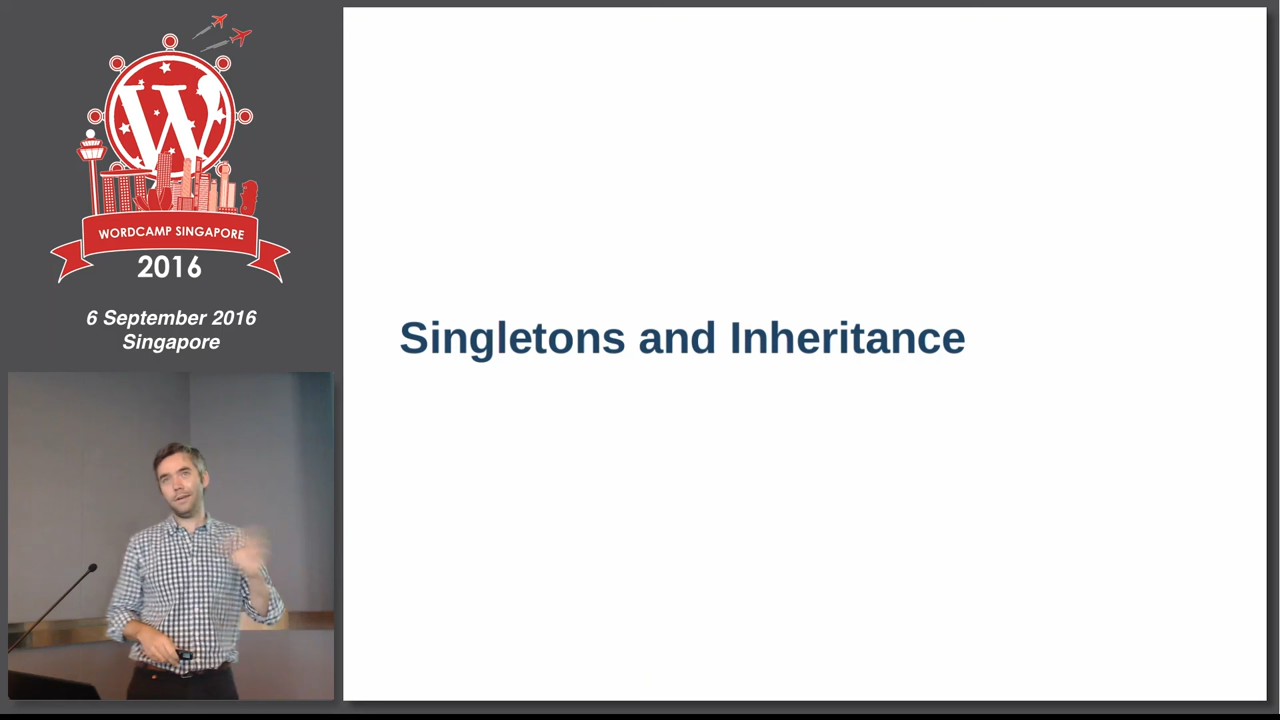 W
WORDCAMP SINGAPORE
2016
6 September 2016
Singapore
Singletons and Inheritance